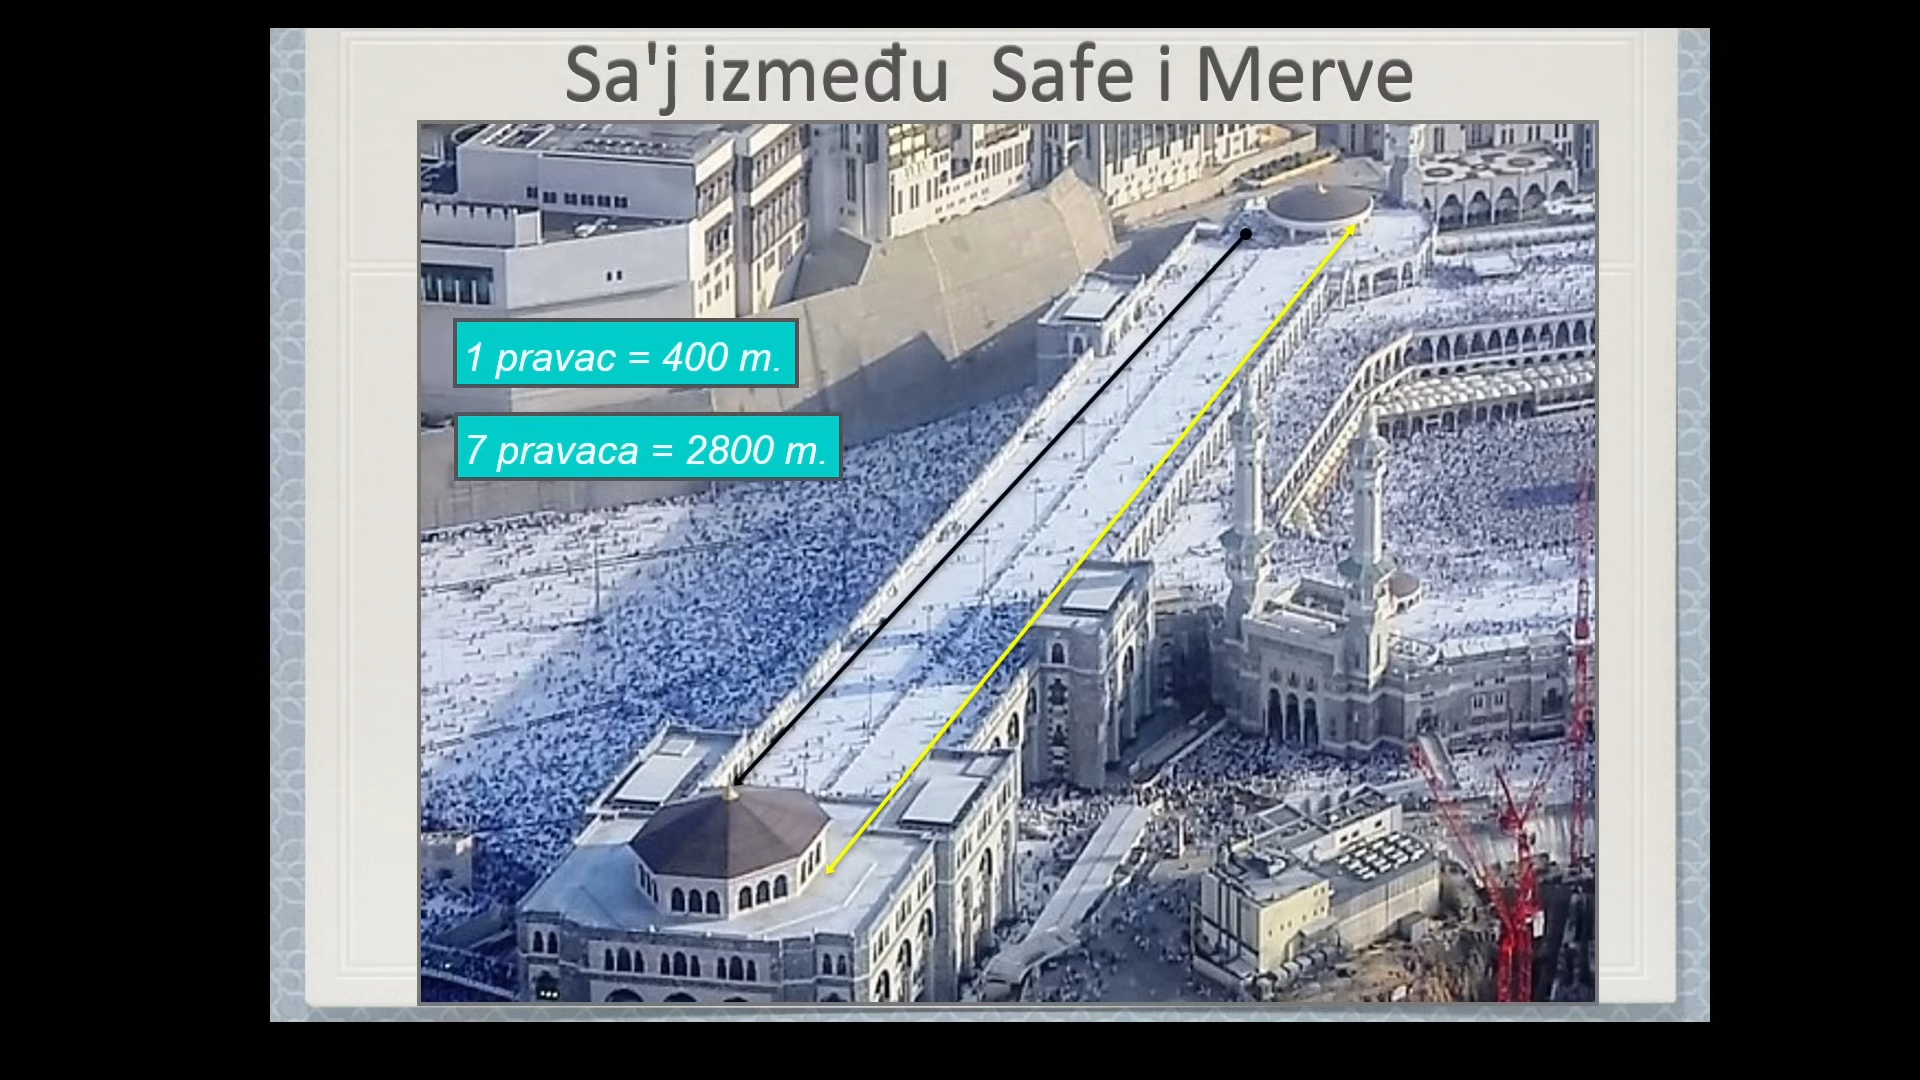 Sa'j između Safe i Merve
1 pravac = 400 m.
7 pravaca = 2800 m.